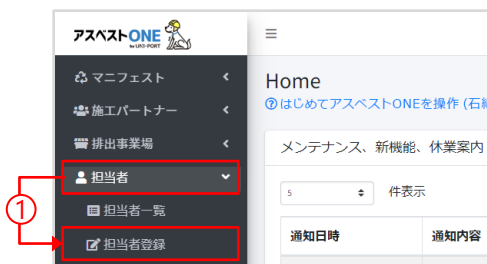 アスベストONE
by UNI-PORT
Home
はじめてアスベストONEを操作 (石
マニフェスト
施工パートナー
排出事業場
担当者
担当者一覧
担当者登録
1
メンテナンス、新機能、休業案内
5 件表示
通知日時 通知内容